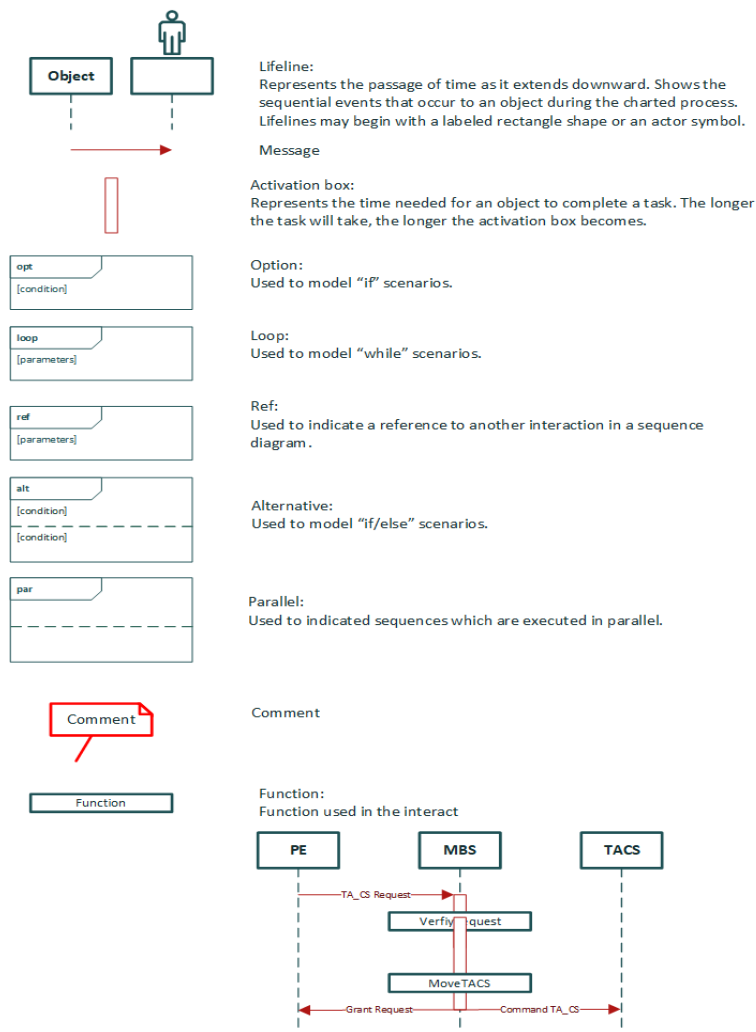 Object
Lifeline:
Represents the passage of time as it extends downward. Shows the
sequential events that occur to an object during the charted process.
Lifelines may begin with a labeled rectangle shape or an actor symbol.
Message
Activation box:
Represents the time needed for an object to complete a task. The longer
the task will take, the longer the activation box becomes.
opt
[condition]
Option:
Used to model “if” scenarios.
loop
[parameters]
Loop:
Used to model “while” scenarios.
ref
[parameters]
Ref:
Used to indicate a reference to another interaction in a sequence
diagram.
alt
[condition]
[condition]
Alternative:
Used to model “if/else” scenarios.
par
Parallel:
Used to indicated sequences which are executed in parallel.
Comment
Comment
Function
Function:
Function used in the interact
PE
MBS
TACS
TA_CS Request
Verfiy quest
MoveTACS
Grant Request
Command TA_CS